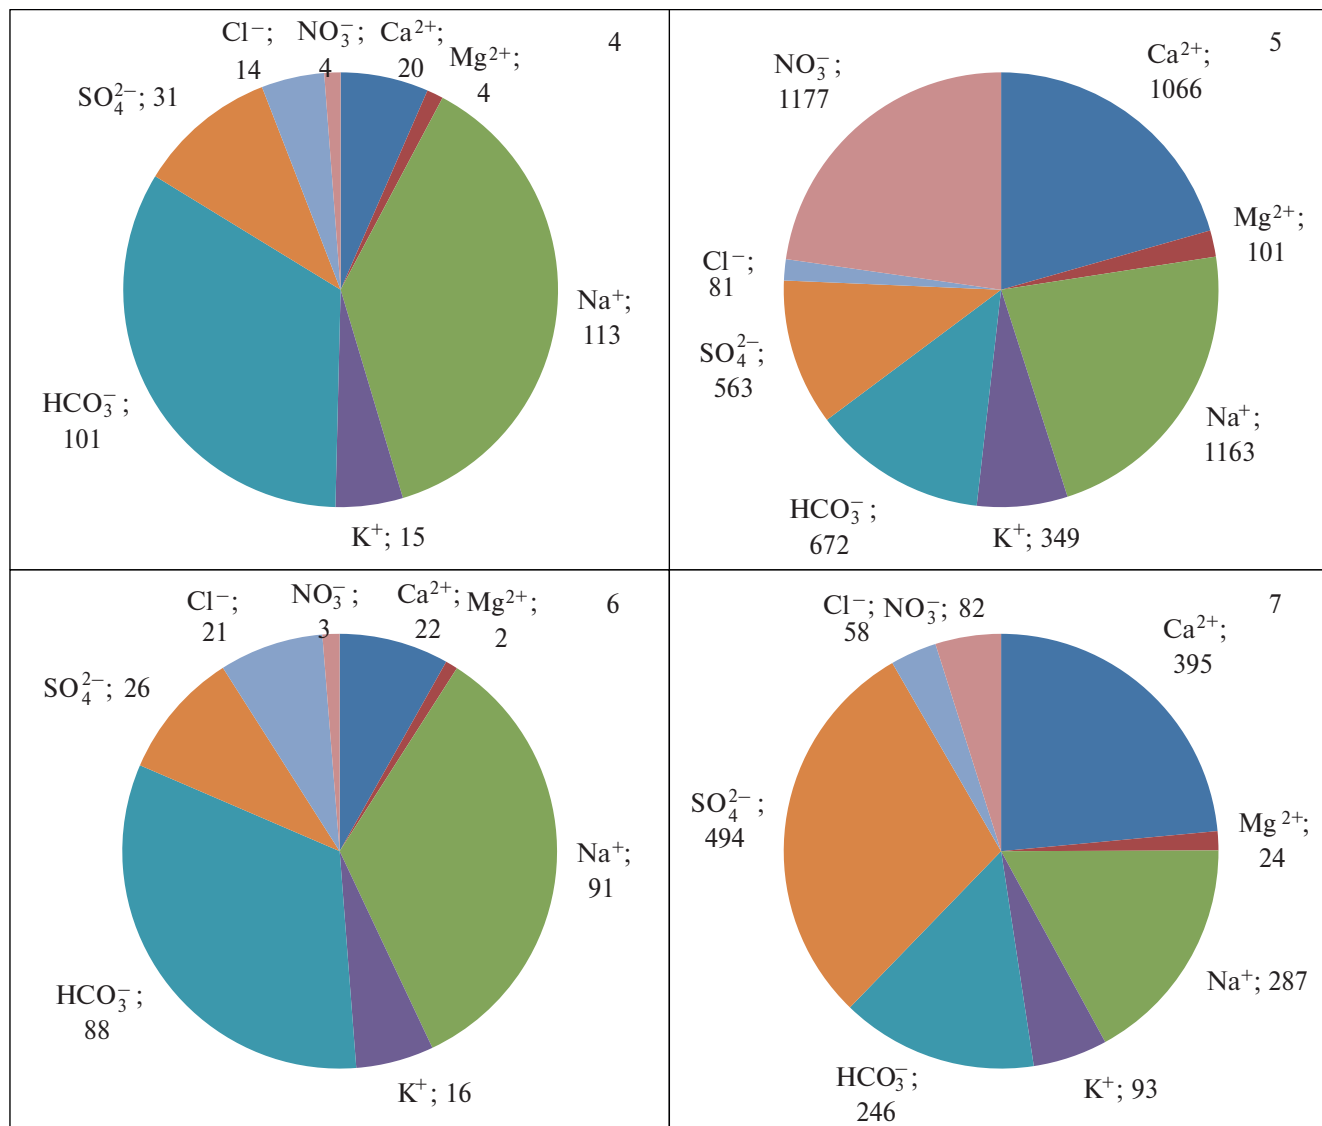 4
Cl⁻;
14
NO₃⁻;
4
Ca²⁺;
20
Mg²⁺;
4
SO₄²⁻; 31
Na⁺;
113
HCO₃⁻;
101
K⁺; 15
5
NO₃⁻;
1177
Ca²⁺;
1066
Mg²⁺;
101
Cl⁻;
81
SO₄²⁻;
563
Na⁺;
1163
HCO₃⁻;
672
K⁺; 349
6
Cl⁻;
21
NO₃⁻;
3
Ca²⁺;
22
Mg²⁺;
2
SO₄²⁻; 26
Na⁺;
91
HCO₃⁻;
88
K⁺; 16
7
Cl⁻;
58
NO₃⁻; 82
Ca²⁺;
395
SO₄²⁻;
494
Mg²⁺;
24
Na⁺; 287
HCO₃⁻;
246
K⁺; 93